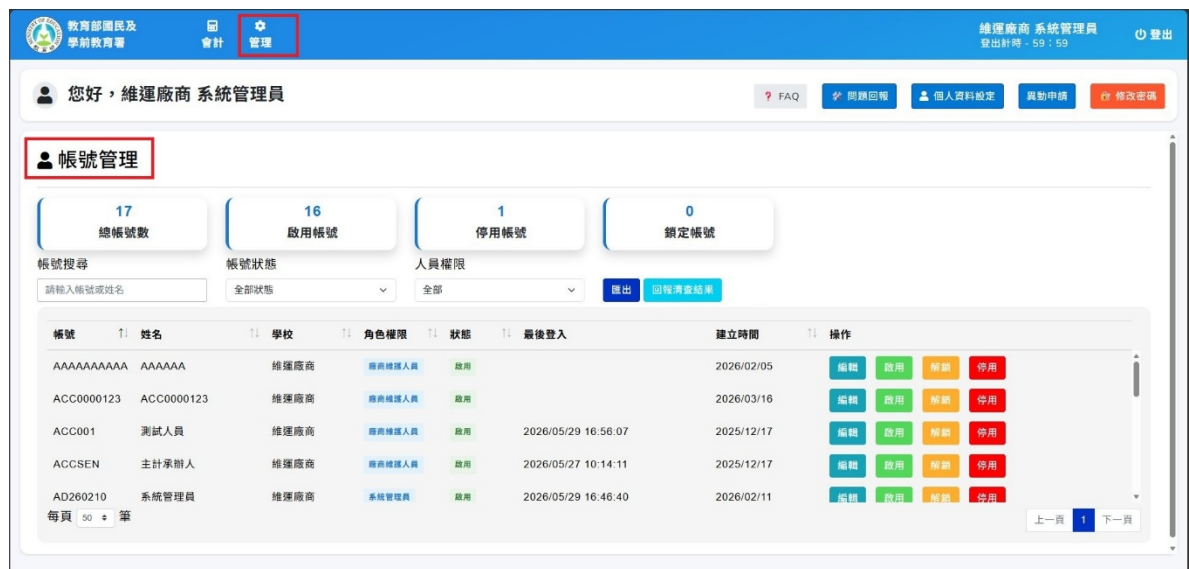 教育部國民及
學前教育署
會計
管理
維運廠商 系統管理員
登出計時 - 59：59
登出
您好，維運廠商 系統管理員
? FAQ
問題回報
個人資料設定
異動申請
修改密碼
帳號管理
17
總帳號數
16
啟用帳號
1
停用帳號
0
鎖定帳號
帳號搜尋
帳號狀態
人員權限
請輸入帳號或姓名
全部狀態
全部
匯出
回報清查結果
帳號 姓名 學校 角色權限 狀態 最後登入 建立時間 操作
AAAAAAAAAA AAAAAA 維運廠商 廠商維護人員 啟用 2026/02/05 編輯 啟用 解鎖 停用
ACC0000123 ACC0000123 維運廠商 廠商維護人員 啟用 2026/03/16 編輯 啟用 解鎖 停用
ACC001 測試人員 維運廠商 廠商維護人員 啟用 2026/05/29 16:56:07 2025/12/17 編輯 啟用 解鎖 停用
ACCSEN 主計承辦人 維運廠商 廠商維護人員 啟用 2026/05/27 10:14:11 2025/12/17 編輯 啟用 解鎖 停用
AD260210 系統管理員 維運廠商 系統管理員 啟用 2026/05/29 16:46:40 2026/02/11 編輯 啟用 解鎖 停用
每頁 50 筆
上一頁 1 下一頁